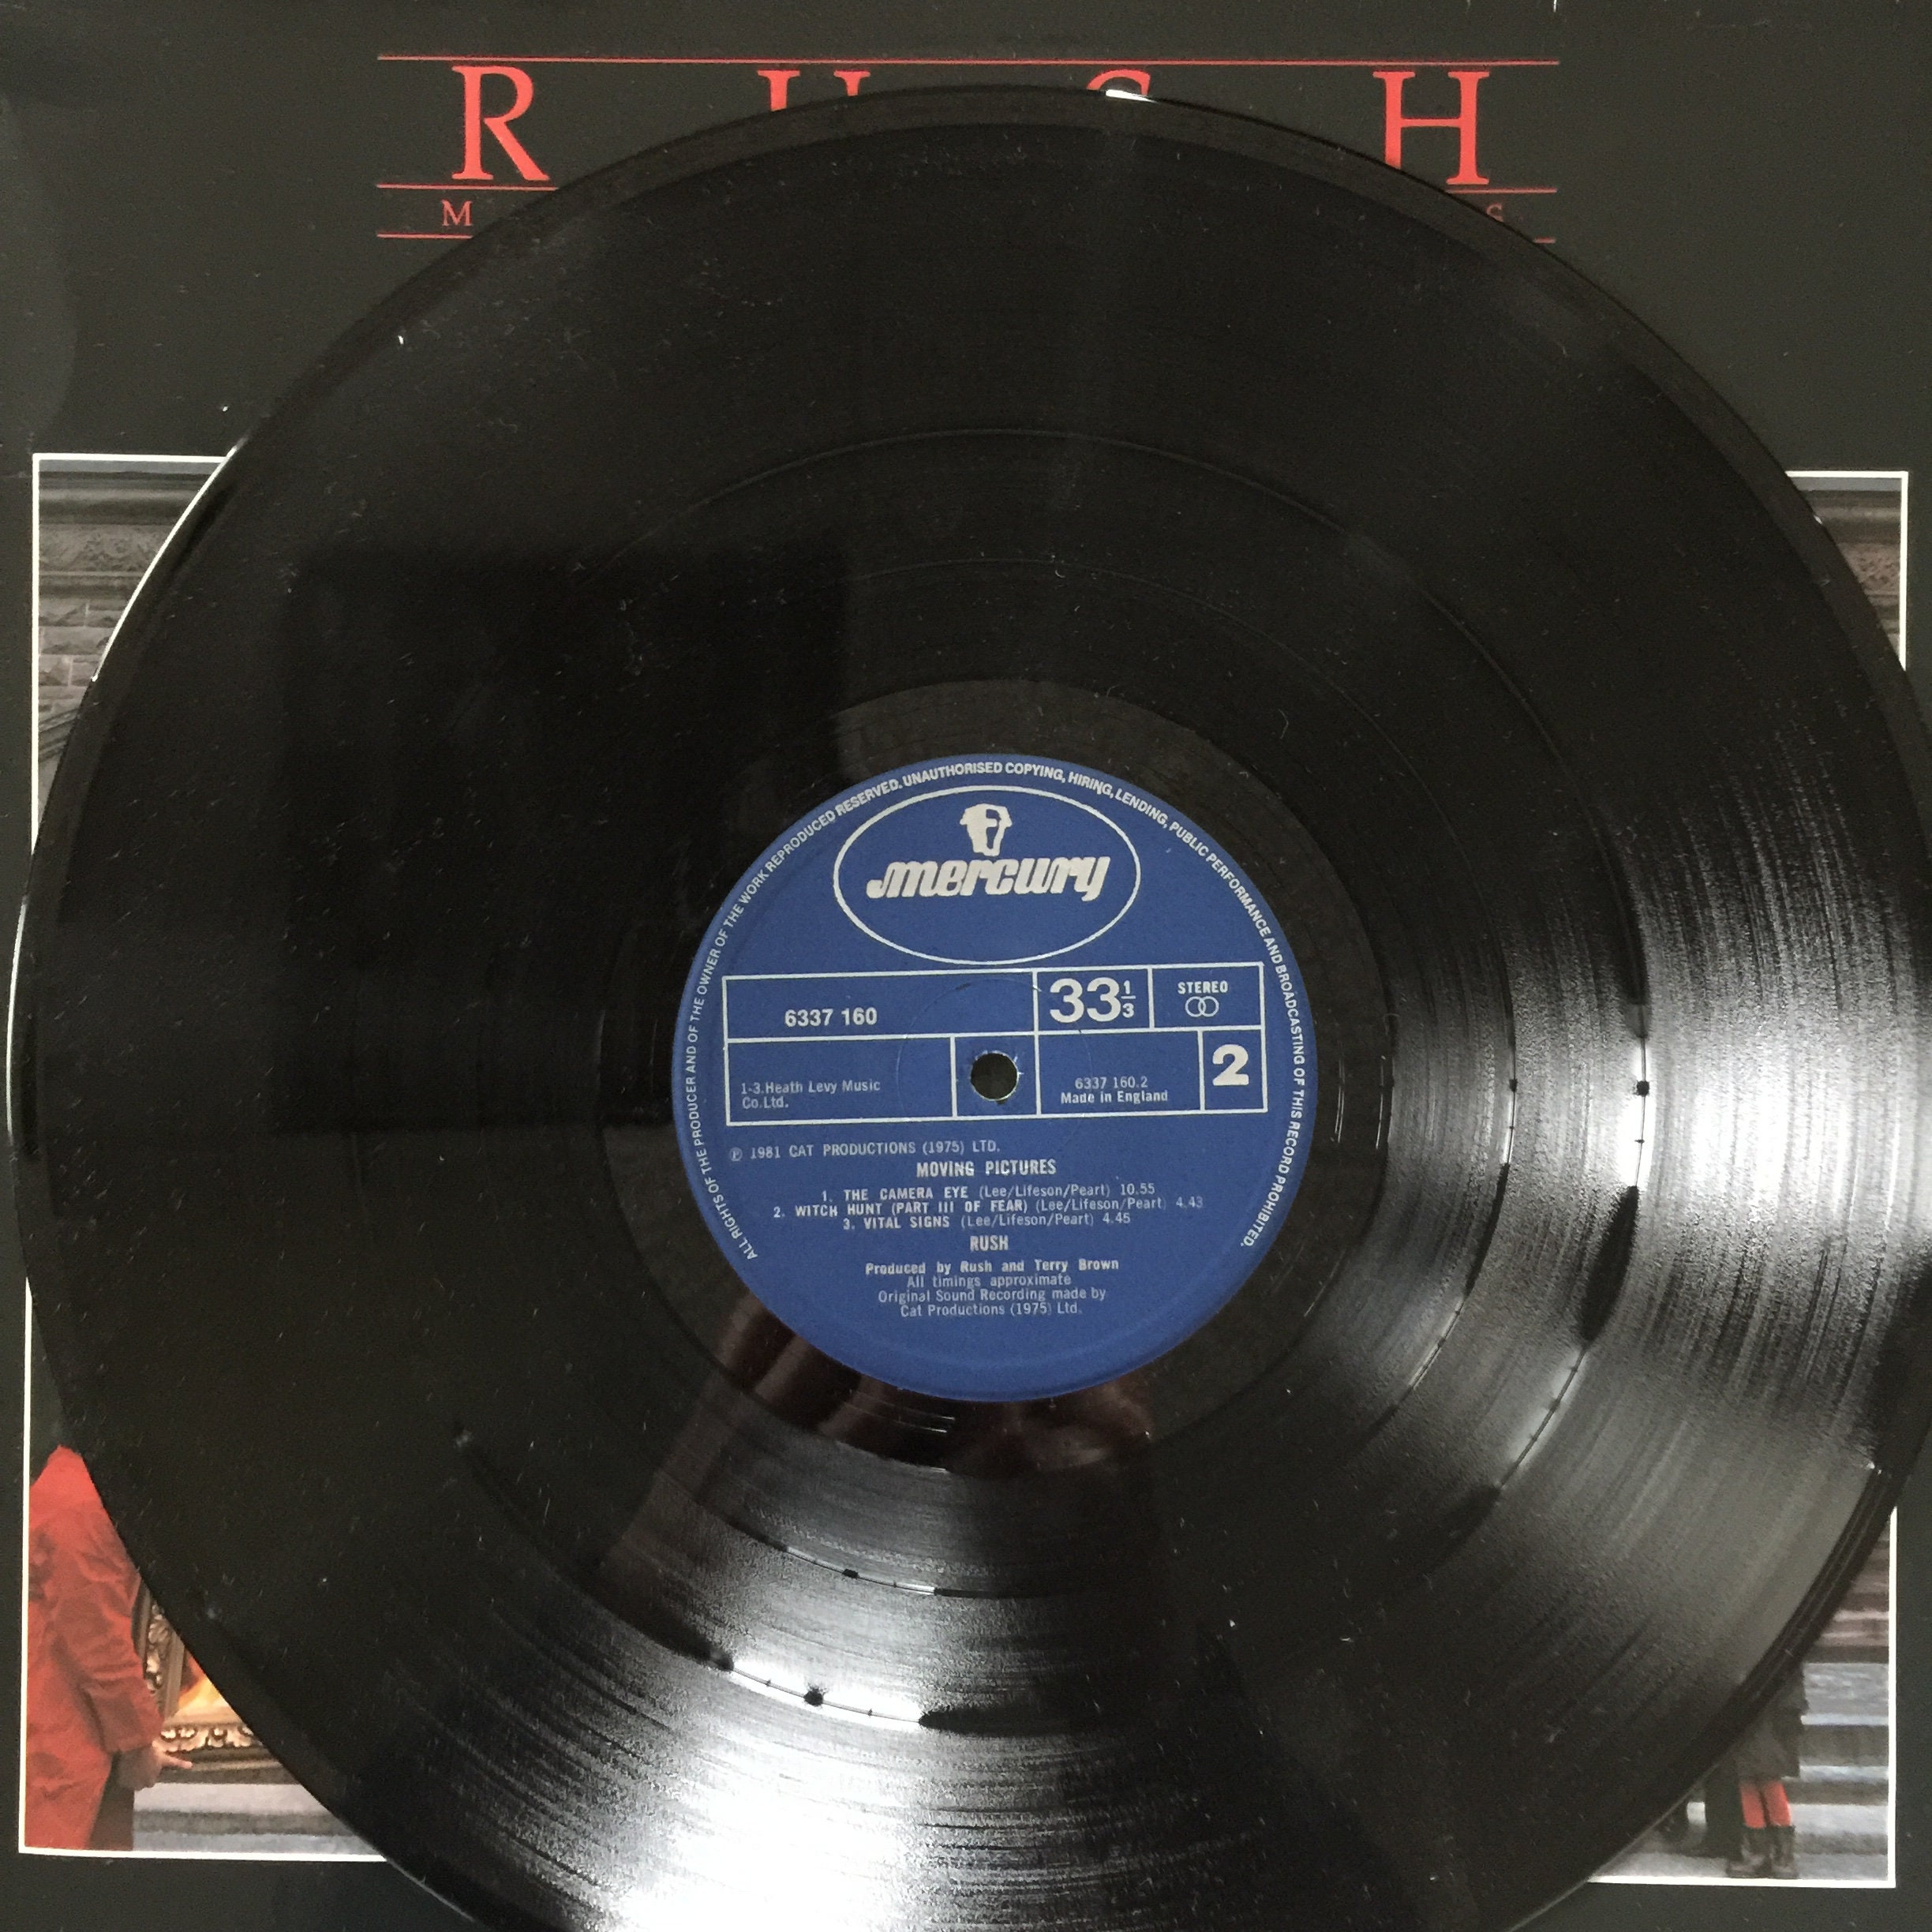 R U S H
M S
ALL RIGHTS OF THE PRODUCER AND OF THE OWNER OF THE WORK REPRODUCED RESERVED. UNAUTHORISED COPYING, HIRING, LENDING, PUBLIC PERFORMANCE AND BROADCASTING OF THIS RECORD PROHIBITED.
mercury
6337 160
33 1/3
STEREO
1-3.Heath Levy Music
Co.Ltd.
6337 160.2
Made in England
2
℗ 1981 CAT PRODUCTIONS (1975) LTD.
MOVING PICTURES
1. THE CAMERA EYE (Lee/Lifeson/Peart) 10.55
2. WITCH HUNT (PART III OF FEAR) (Lee/Lifeson/Peart) 4.43
3. VITAL SIGNS (Lee/Lifeson/Peart) 4.45
RUSH
Produced by Rush and Terry Brown
All timings approximate
Original Sound Recording made by
Cat Productions (1975) Ltd.